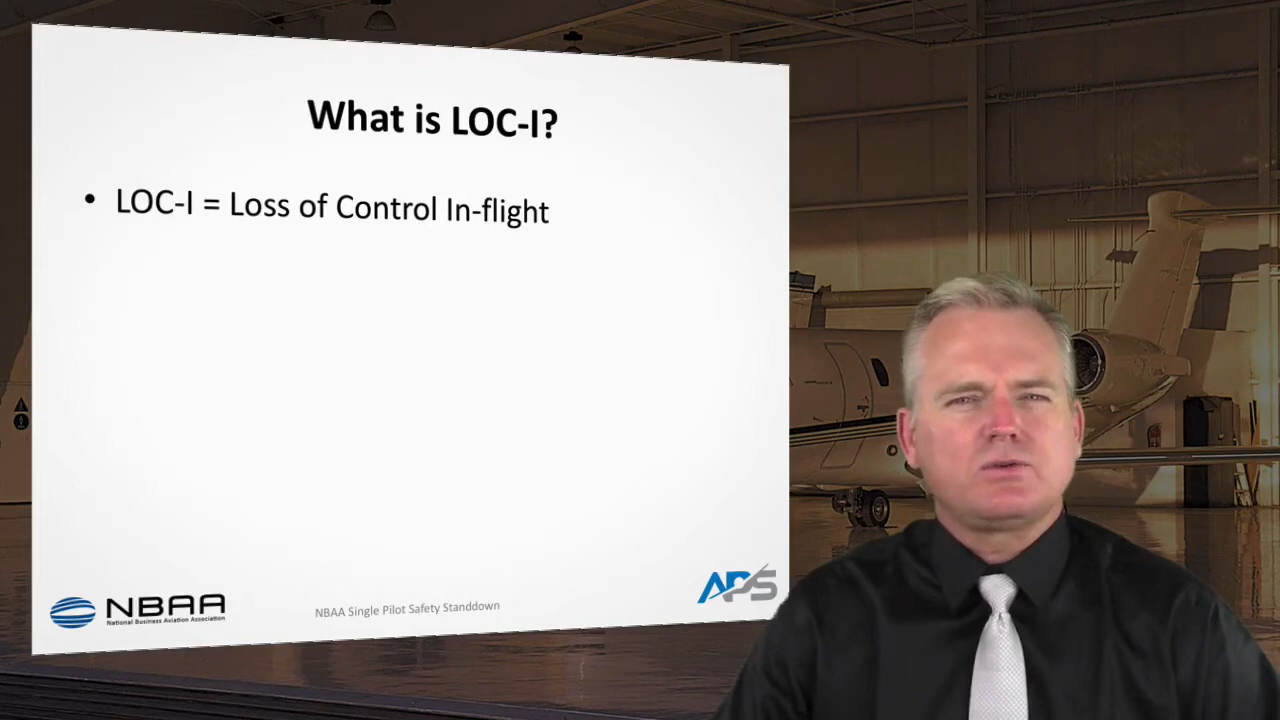 What is LOC-I?
• LOC-I = Loss of Control In-flight
NBAA
National Business Aviation Association
NBAA Single Pilot Safety Standdown
APS